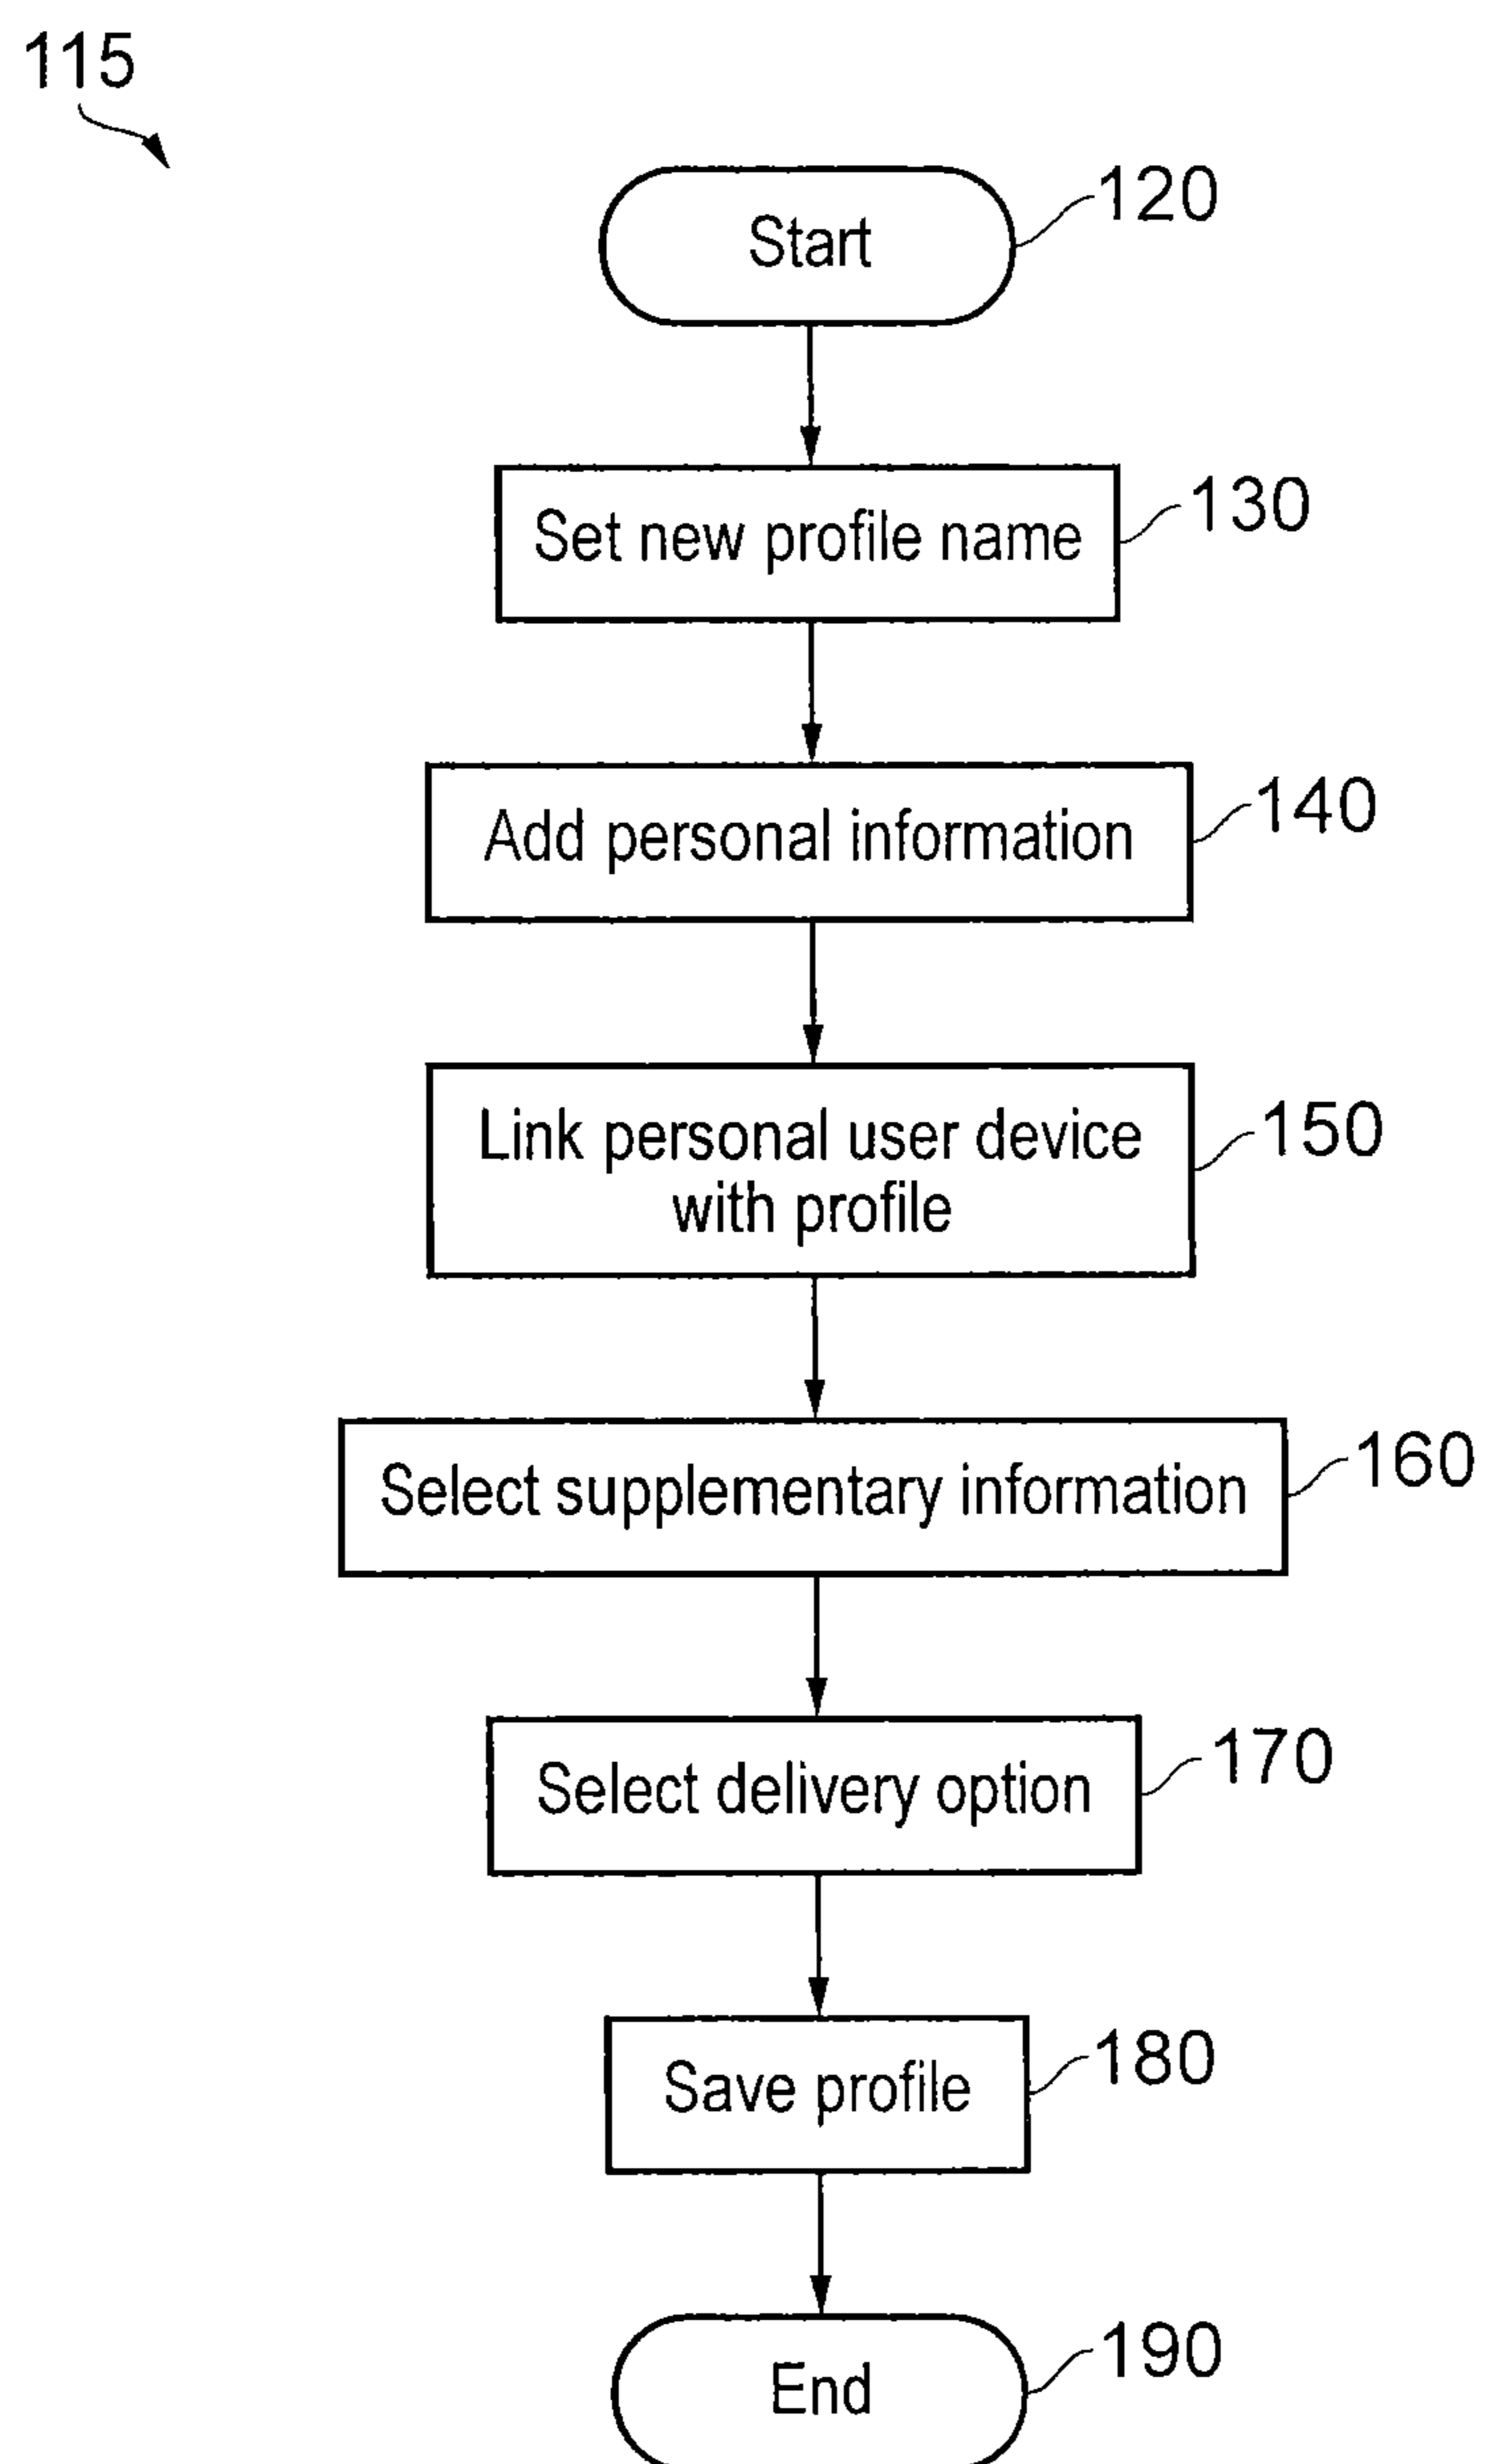 115
120
Start
130
Set new profile name
140
Add personal information
150
Link personal user device
with profile
160
Select supplementary information
170
Select delivery option
180
Save profile
190
End